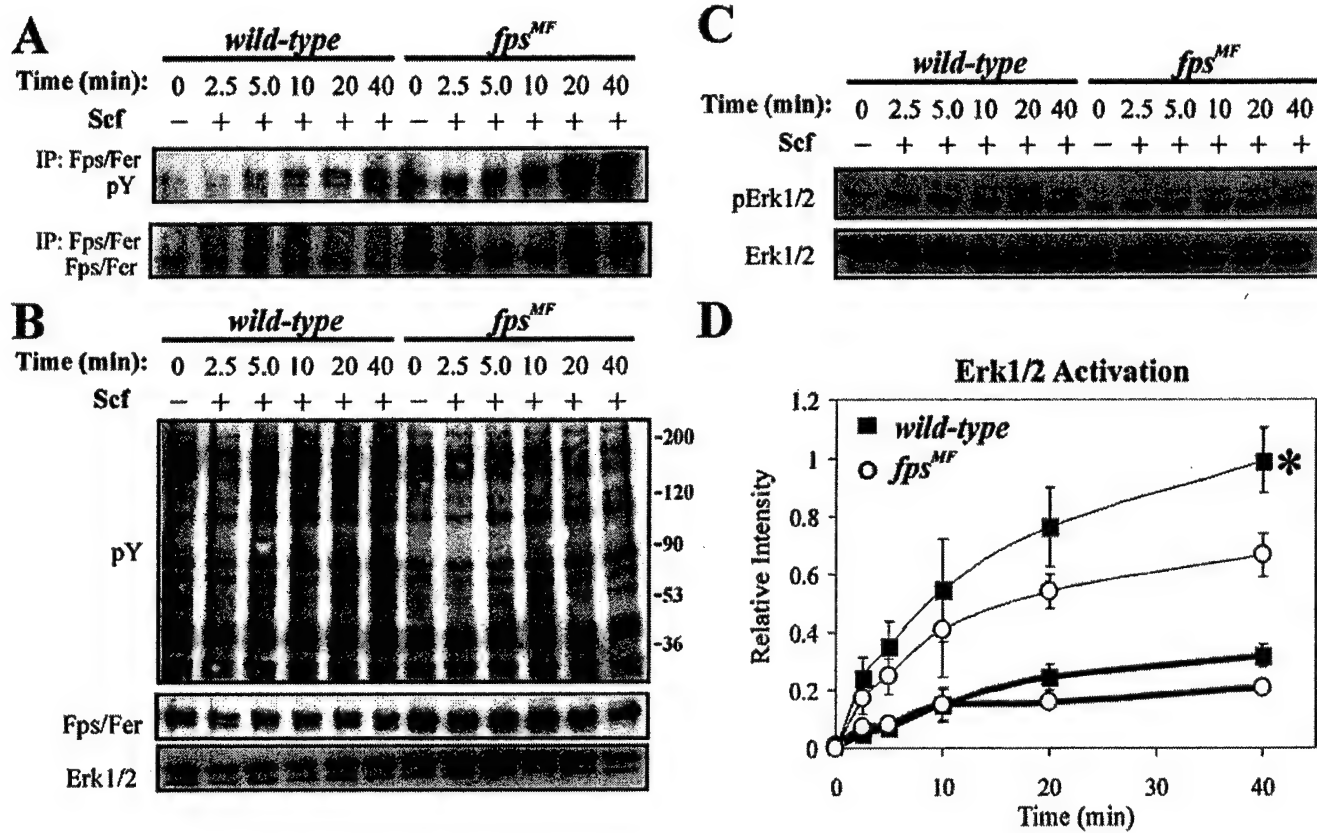 A
wild-type fps^MF
Time (min): 0 2.5 5.0 10 20 40 0 2.5 5.0 10 20 40
Scf − + + + + + − + + + + +
IP: Fps/Fer
pY
IP: Fps/Fer
Fps/Fer
B
wild-type fps^MF
Time (min): 0 2.5 5.0 10 20 40 0 2.5 5.0 10 20 40
Scf − + + + + + − + + + + +
pY
-200
-120
-90
-53
-36
Fps/Fer
Erk1/2
C
wild-type fps^MF
Time (min): 0 2.5 5.0 10 20 40 0 2.5 5.0 10 20 40
Scf − + + + + + − + + + + +
pErk1/2
Erk1/2
D
Erk1/2 Activation
Relative Intensity
1.2
1
0.8
0.6
0.4
0.2
0
wild-type
fps^MF
*
0 10 20 30 40
Time (min)